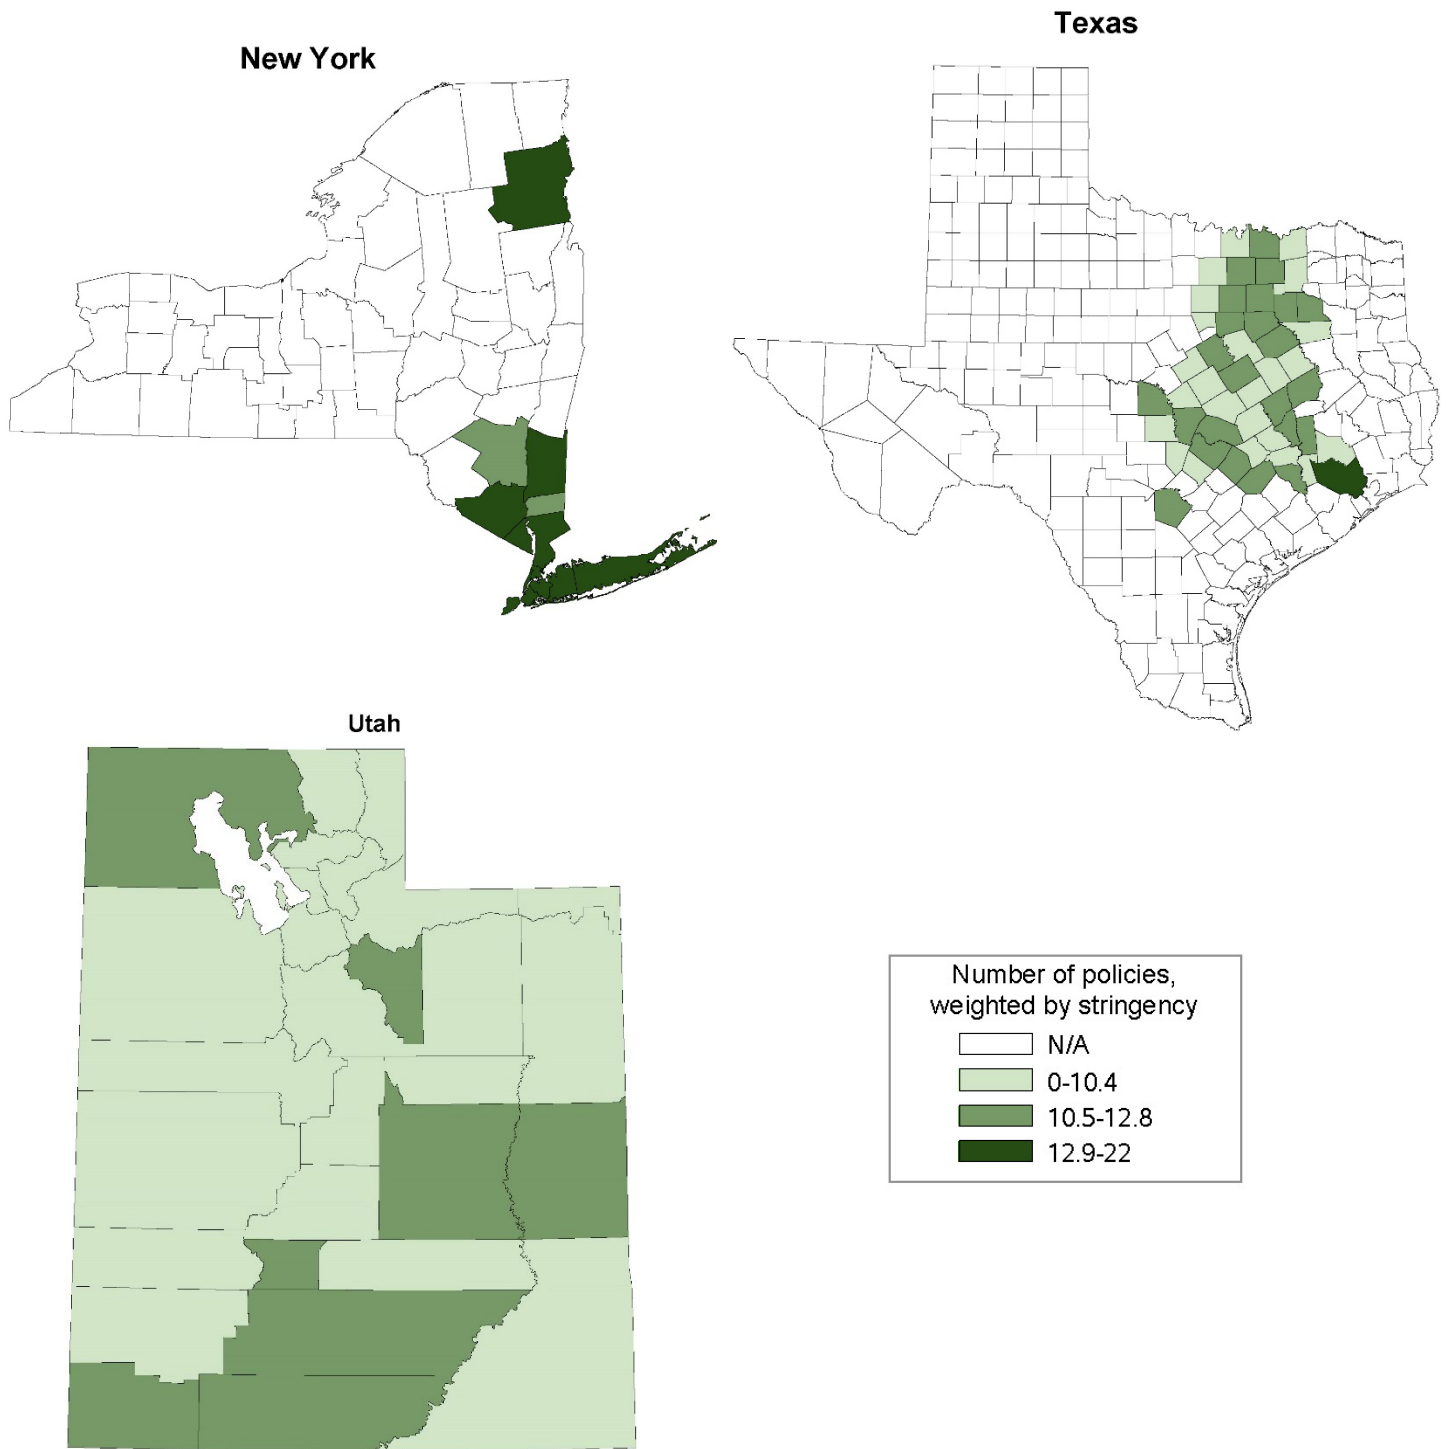 New York
Texas
Utah
Number of policies,
weighted by stringency
N/A
0-10.4
10.5-12.8
12.9-22